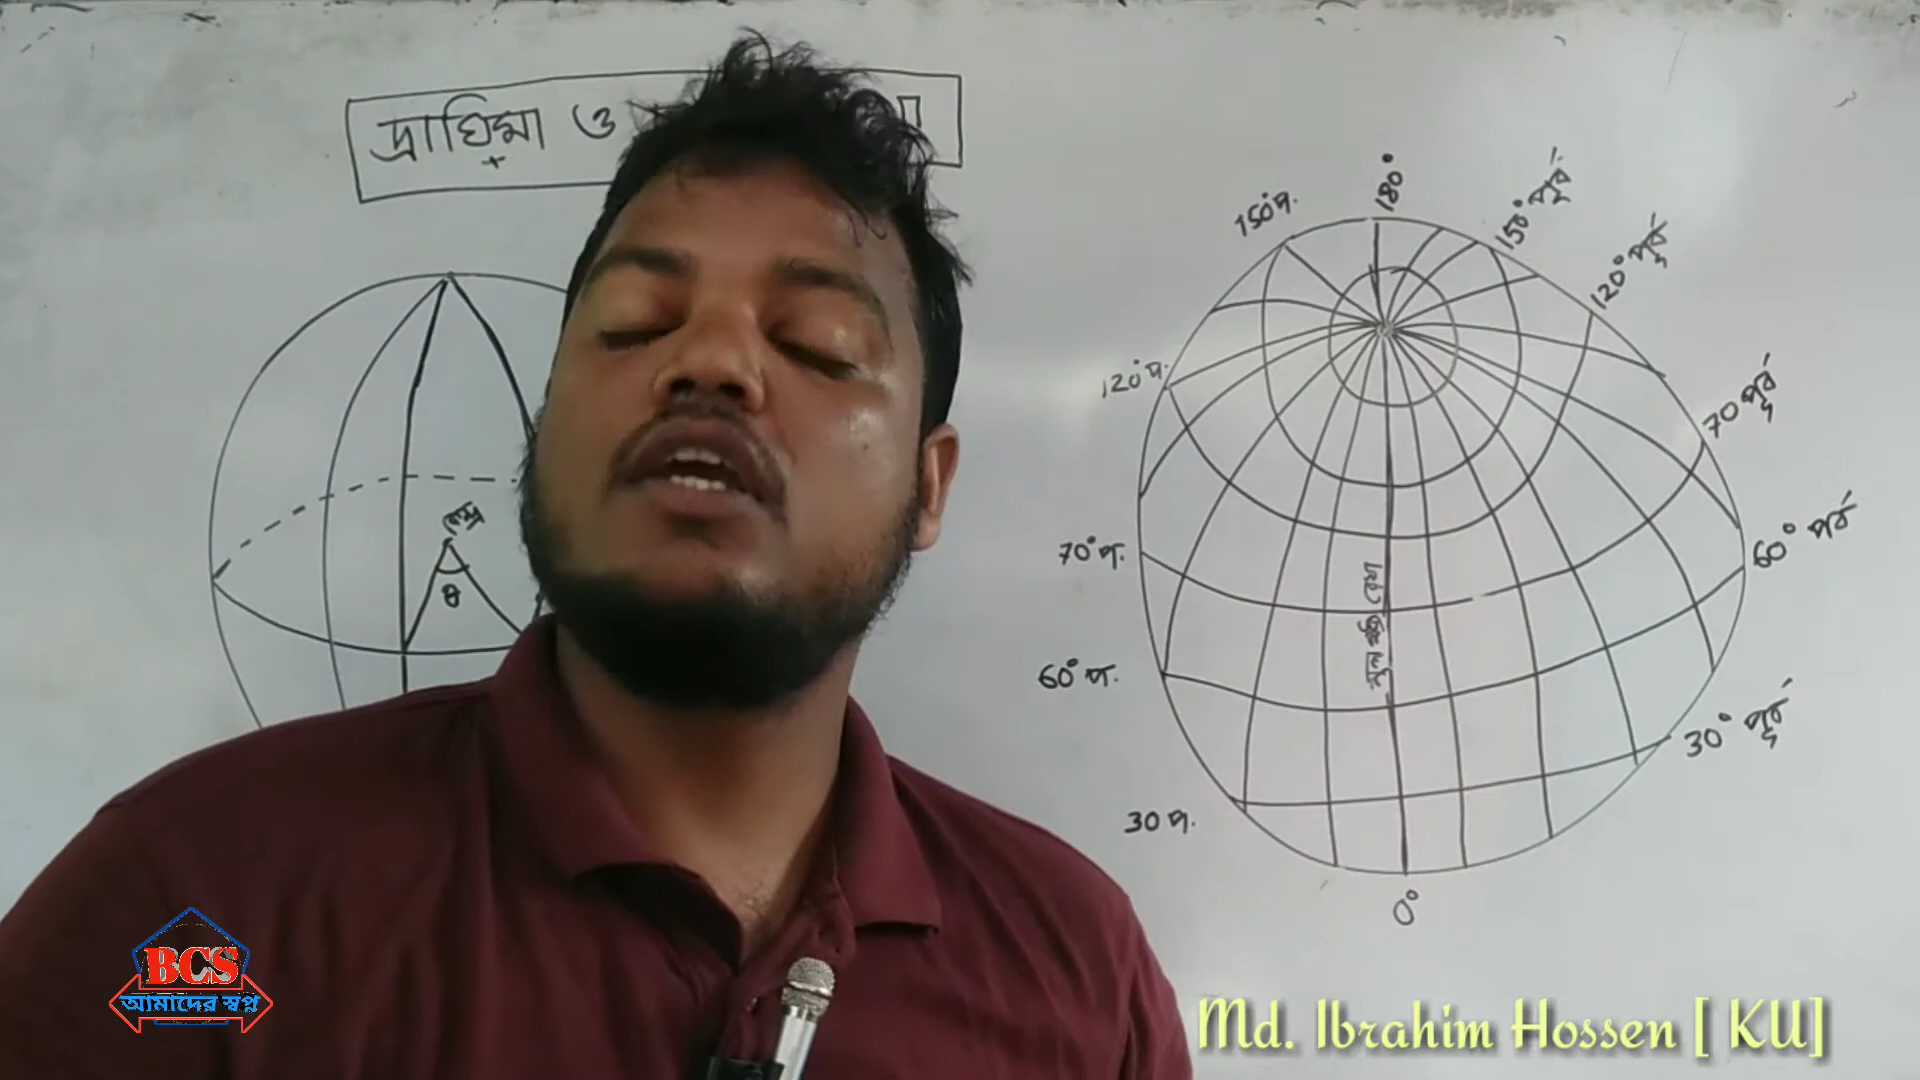 দ্রাঘিমা ও
180°
150° প.
150° পূর্ব
120° পূর্ব
120° প.
70 পূর্ব
70° প.
60° পূর্ব
60° প.
30° পূর্ব
30 প.
0°
θ
মূল মধ্য রেখা
BCS
আমাদের স্বপ্ন
Md. Ibrahim Hossen [ KU]